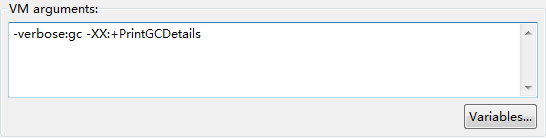 VM arguments:
-verbose:gc -XX:+PrintGCDetails
Variables...